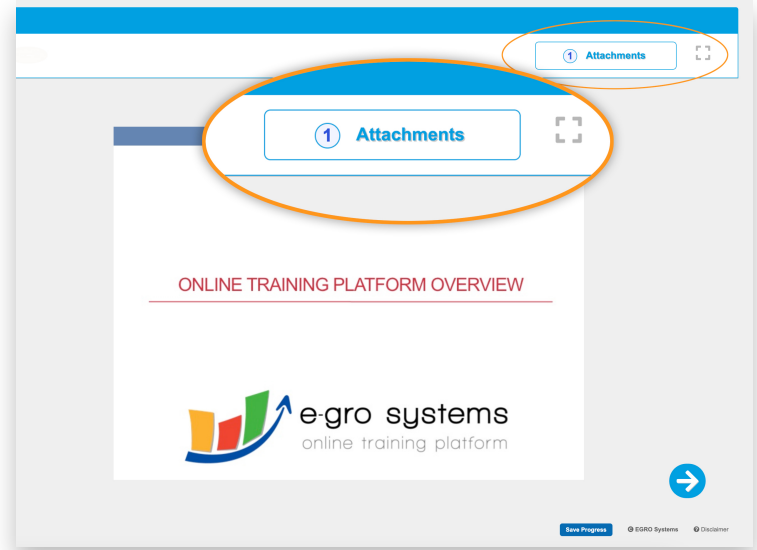 1 Attachments
1 Attachments
ONLINE TRAINING PLATFORM OVERVIEW
e-gro systems
online training platform
Save Progress EGRO Systems Disclaimer